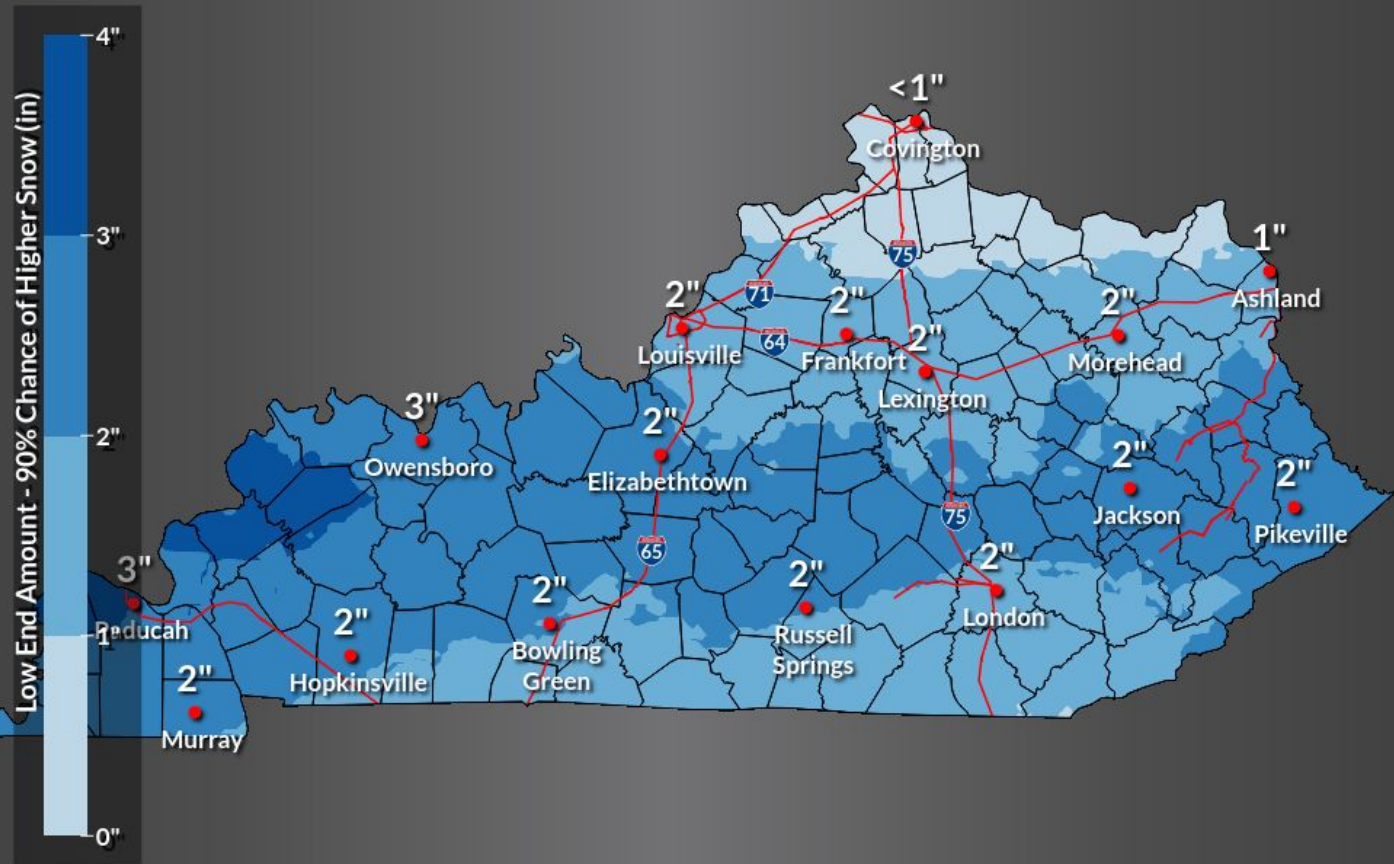 Low End Amount - 90% Chance of Higher Snow (in)
4"
3"
2"
1"
0"
<1"
Covington
1"
Ashland
75
71
2"
Louisville
64
2"
Frankfort
2"
Lexington
2"
Morehead
3"
Owensboro
2"
Elizabethtown
2"
Jackson
2"
Pikeville
75
65
3"
Paducah
2"
Hopkinsville
2"
Bowling
Green
2"
Russell
Springs
2"
London
2"
Murray